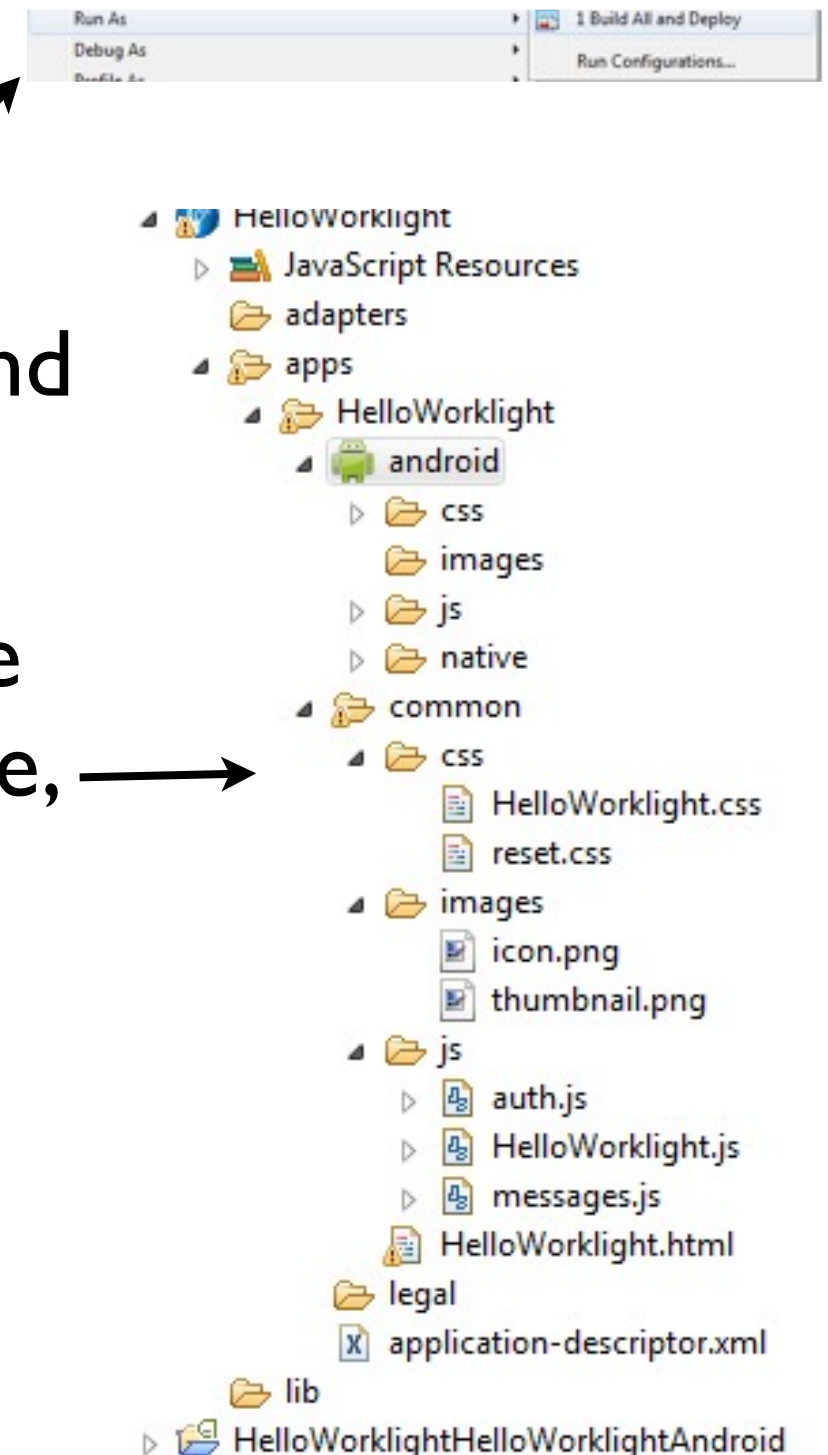 Run As
1 Build All and Deploy
Debug As
Run Configurations...
Profile As
HelloWorklight
JavaScript Resources
adapters
nd
apps
HelloWorklight
android
css
images
js
e
native
common
e,
css
HelloWorklight.css
reset.css
images
icon.png
thumbnail.png
js
auth.js
HelloWorklight.js
messages.js
HelloWorklight.html
legal
application-descriptor.xml
lib
HelloWorklightHelloWorklightAndroid